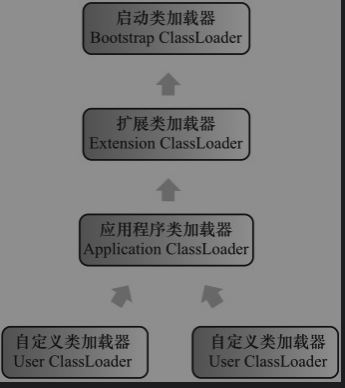 启动类加载器
Bootstrap ClassLoader
扩展类加载器
Extension ClassLoader
应用程序类加载器
Application ClassLoader
自定义类加载器
User ClassLoader
自定义类加载器
User ClassLoader